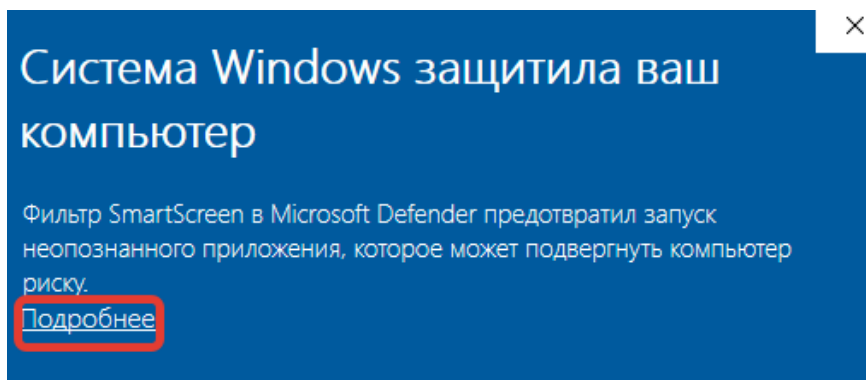 Система Windows защитила ваш
компьютер
Фильтр SmartScreen в Microsoft Defender предотвратил запуск
неопознанного приложения, которое может подвергнуть компьютер
риску.
Подробнее